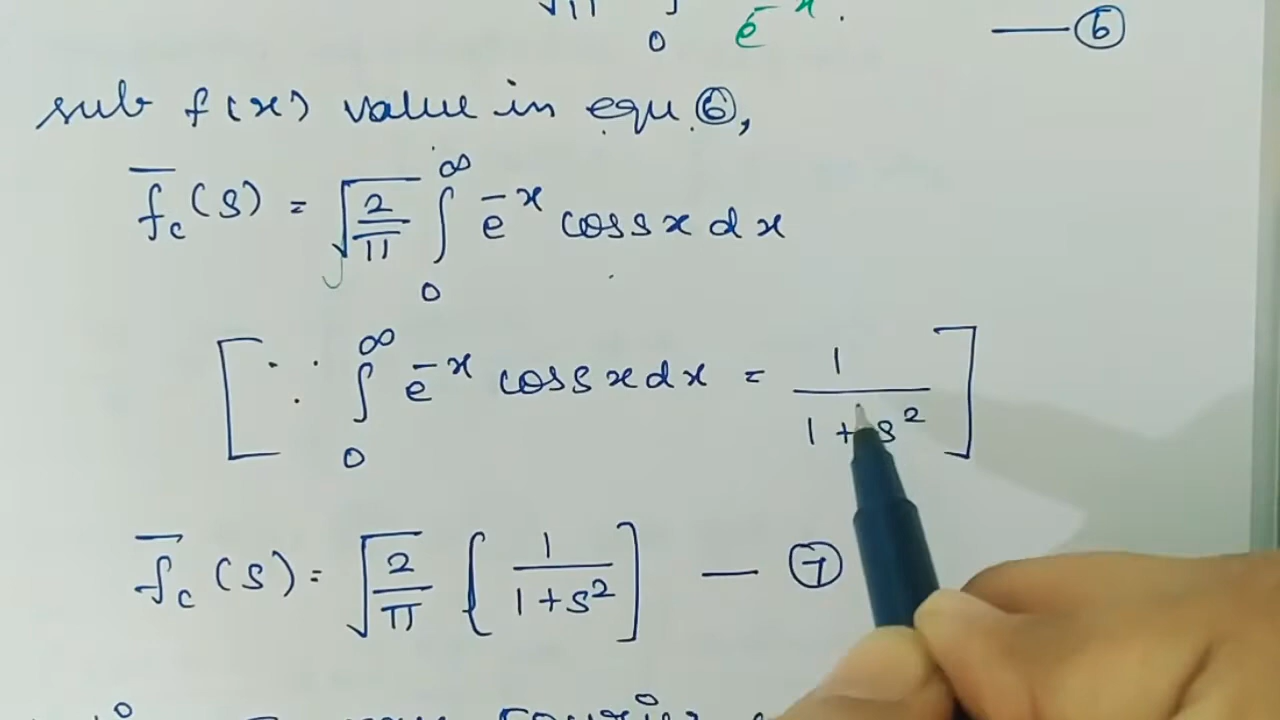 0 e^-x. — ⑥
sub f(x) value in equ ⑥,
f̅c(s) = √(2/π) ∫₀^∞ e^-x cos sx dx
[∵ ∫₀^∞ e^-x cos sx dx = 1/(1+s²)]
f̅c(s) = √(2/π) {1/(1+s²)] — ⑦